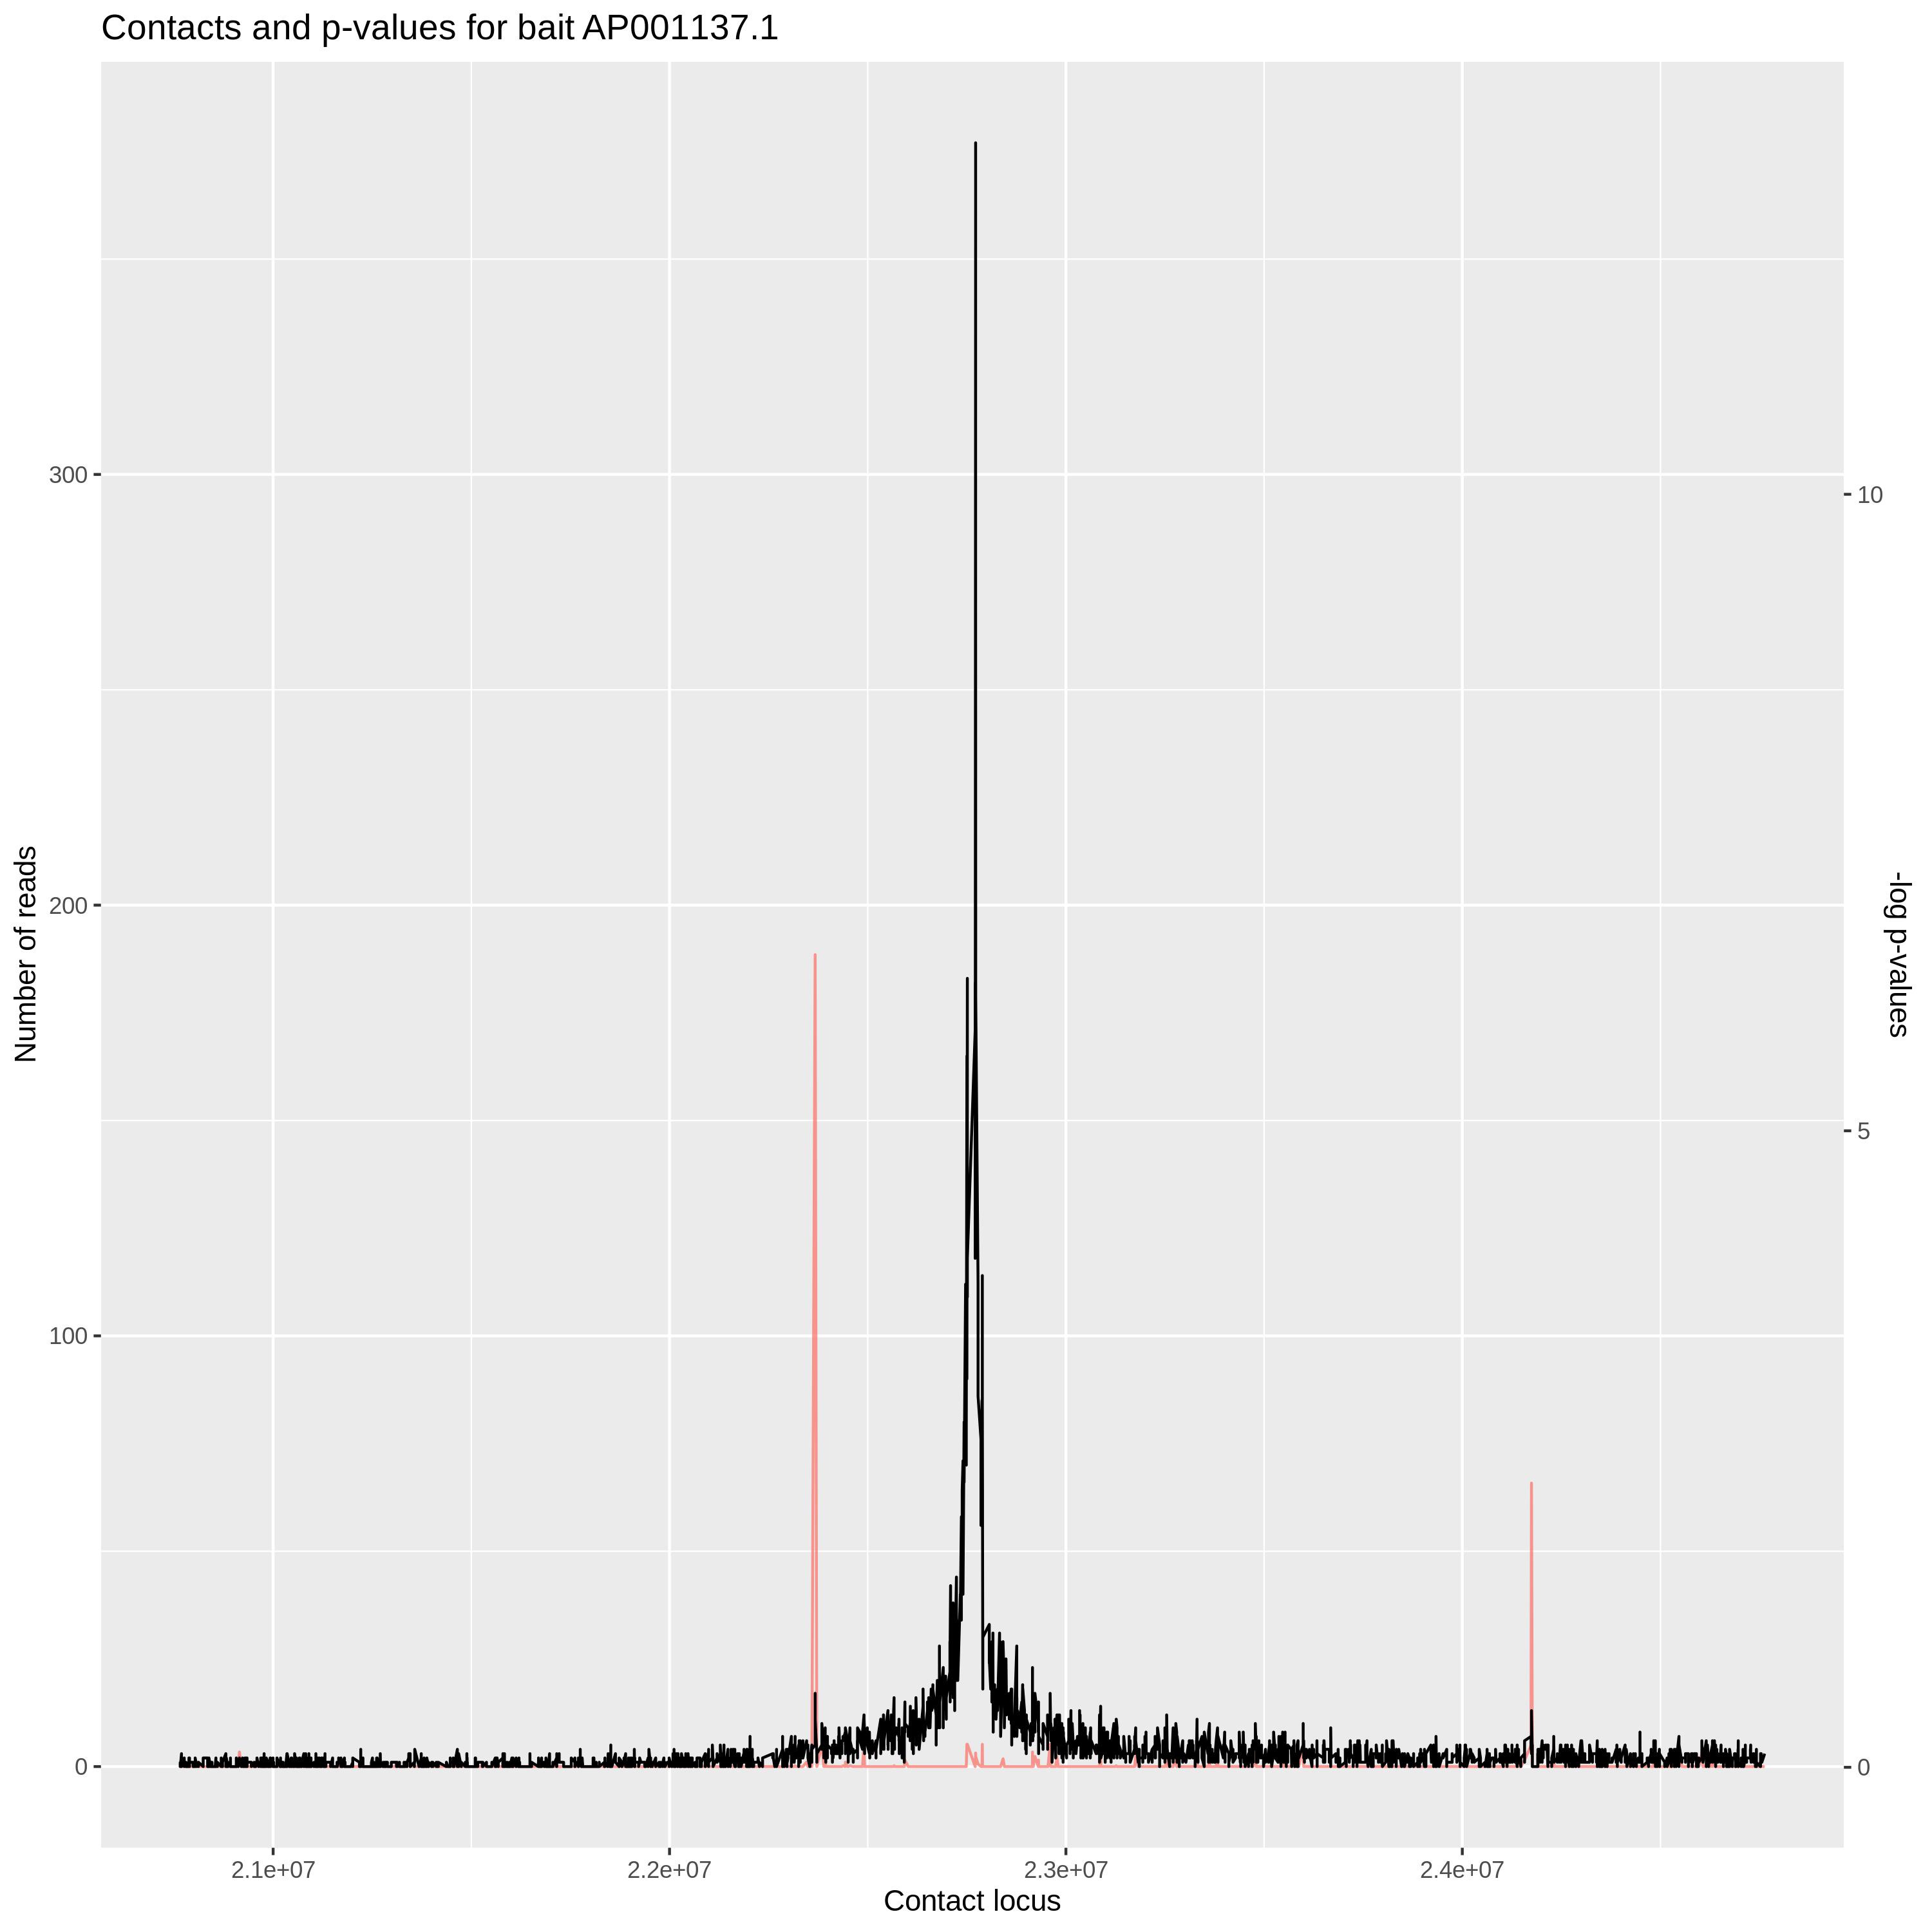 Contacts and p-values for bait AP001137.1
Number of reads
300
200
100
0
10
5
0
-log p-values
2.1e+07
2.2e+07
2.3e+07
2.4e+07
Contact locus